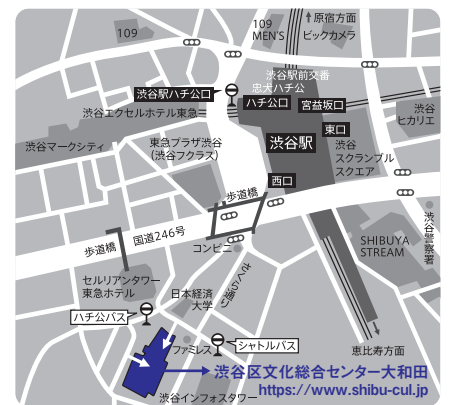 109
109
MEN'S
↑原宿方面
ビックカメラ
渋谷駅前交番
忠犬ハチ公
渋谷駅ハチ公口
ハチ公口
宮益坂口
渋谷エクセルホテル東急
渋谷
ヒカリエ
東口
渋谷マークシティ
東急プラザ渋谷
(渋谷フクラス)
渋谷駅
渋谷
スクランブル
スクエア
西口
歩道橋
国道246号
歩道橋
コンビニ
SHIBUYA
STREAM
渋谷警察署
セルリアンタワー
東急ホテル
日本経済
大学
さくら通り
ハチ公バス
ファミレス
シャトルバス
恵比寿方面
渋谷区文化総合センター大和田
https://www.shibu-cul.jp
渋谷インフォスタワー